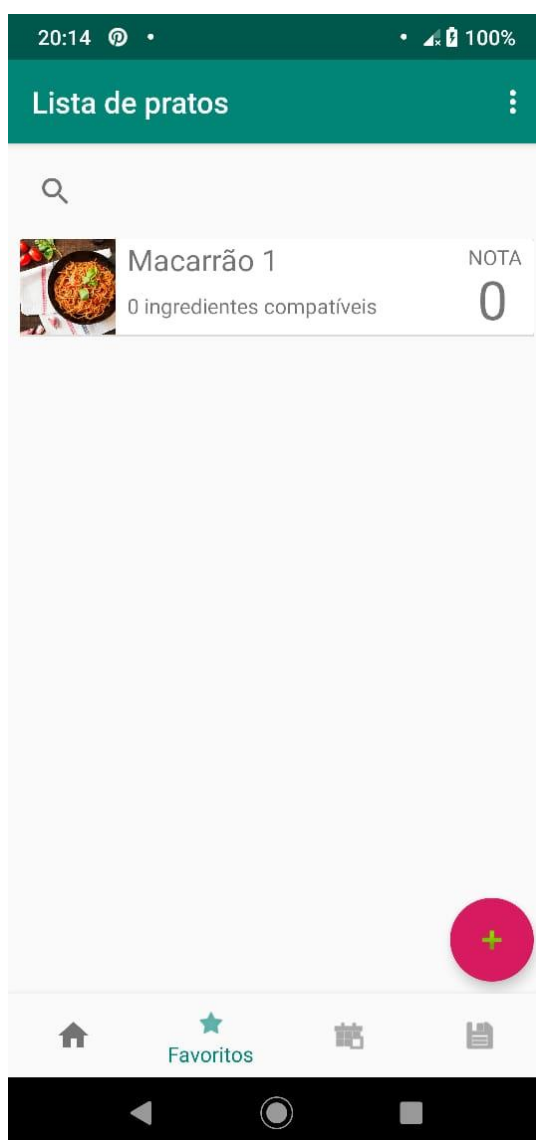 20:14 100%
Lista de pratos
Macarrão 1
NOTA
0 ingredientes compatíveis
0
Favoritos